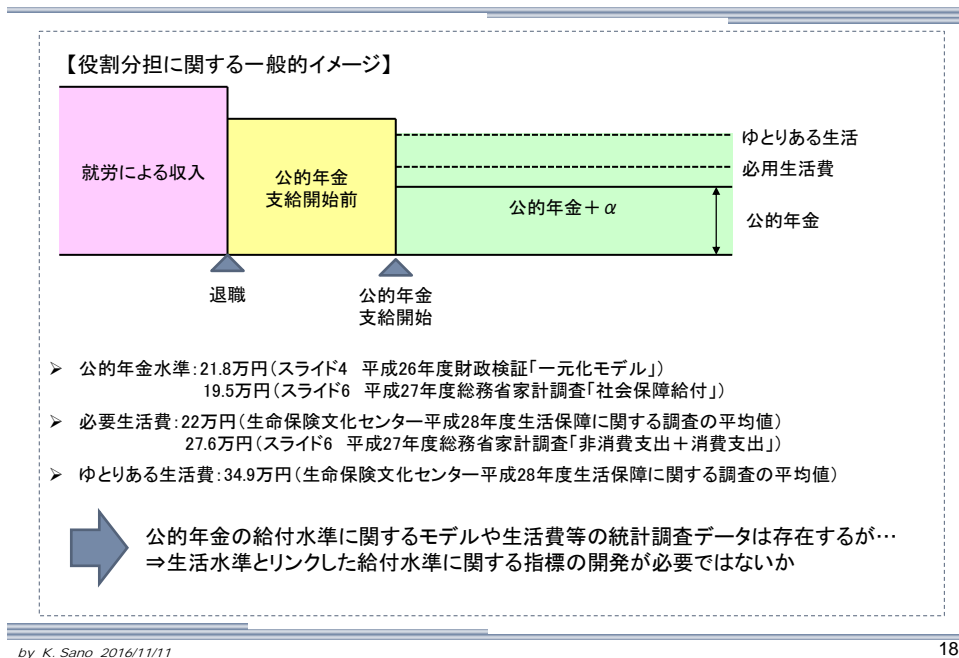 【役割分担に関する一般的イメージ】
ゆとりある生活
必用生活費
就労による収入
公的年金
支給開始前
公的年金+α
公的年金
退職
公的年金
支給開始
➢ 公的年金水準:21.8万円(スライド4 平成26年度財政検証「一元化モデル」)
19.5万円(スライド6 平成27年度総務省家計調査「社会保障給付」)
➢ 必要生活費:22万円(生命保険文化センター平成28年度生活保障に関する調査の平均値)
27.6万円(スライド6 平成27年度総務省家計調査「非消費支出+消費支出」)
➢ ゆとりある生活費:34.9万円(生命保険文化センター平成28年度生活保障に関する調査の平均値)
公的年金の給付水準に関するモデルや生活費等の統計調査データは存在するが…
⇒生活水準とリンクした給付水準に関する指標の開発が必要ではないか
by K. Sano 2016/11/11
18